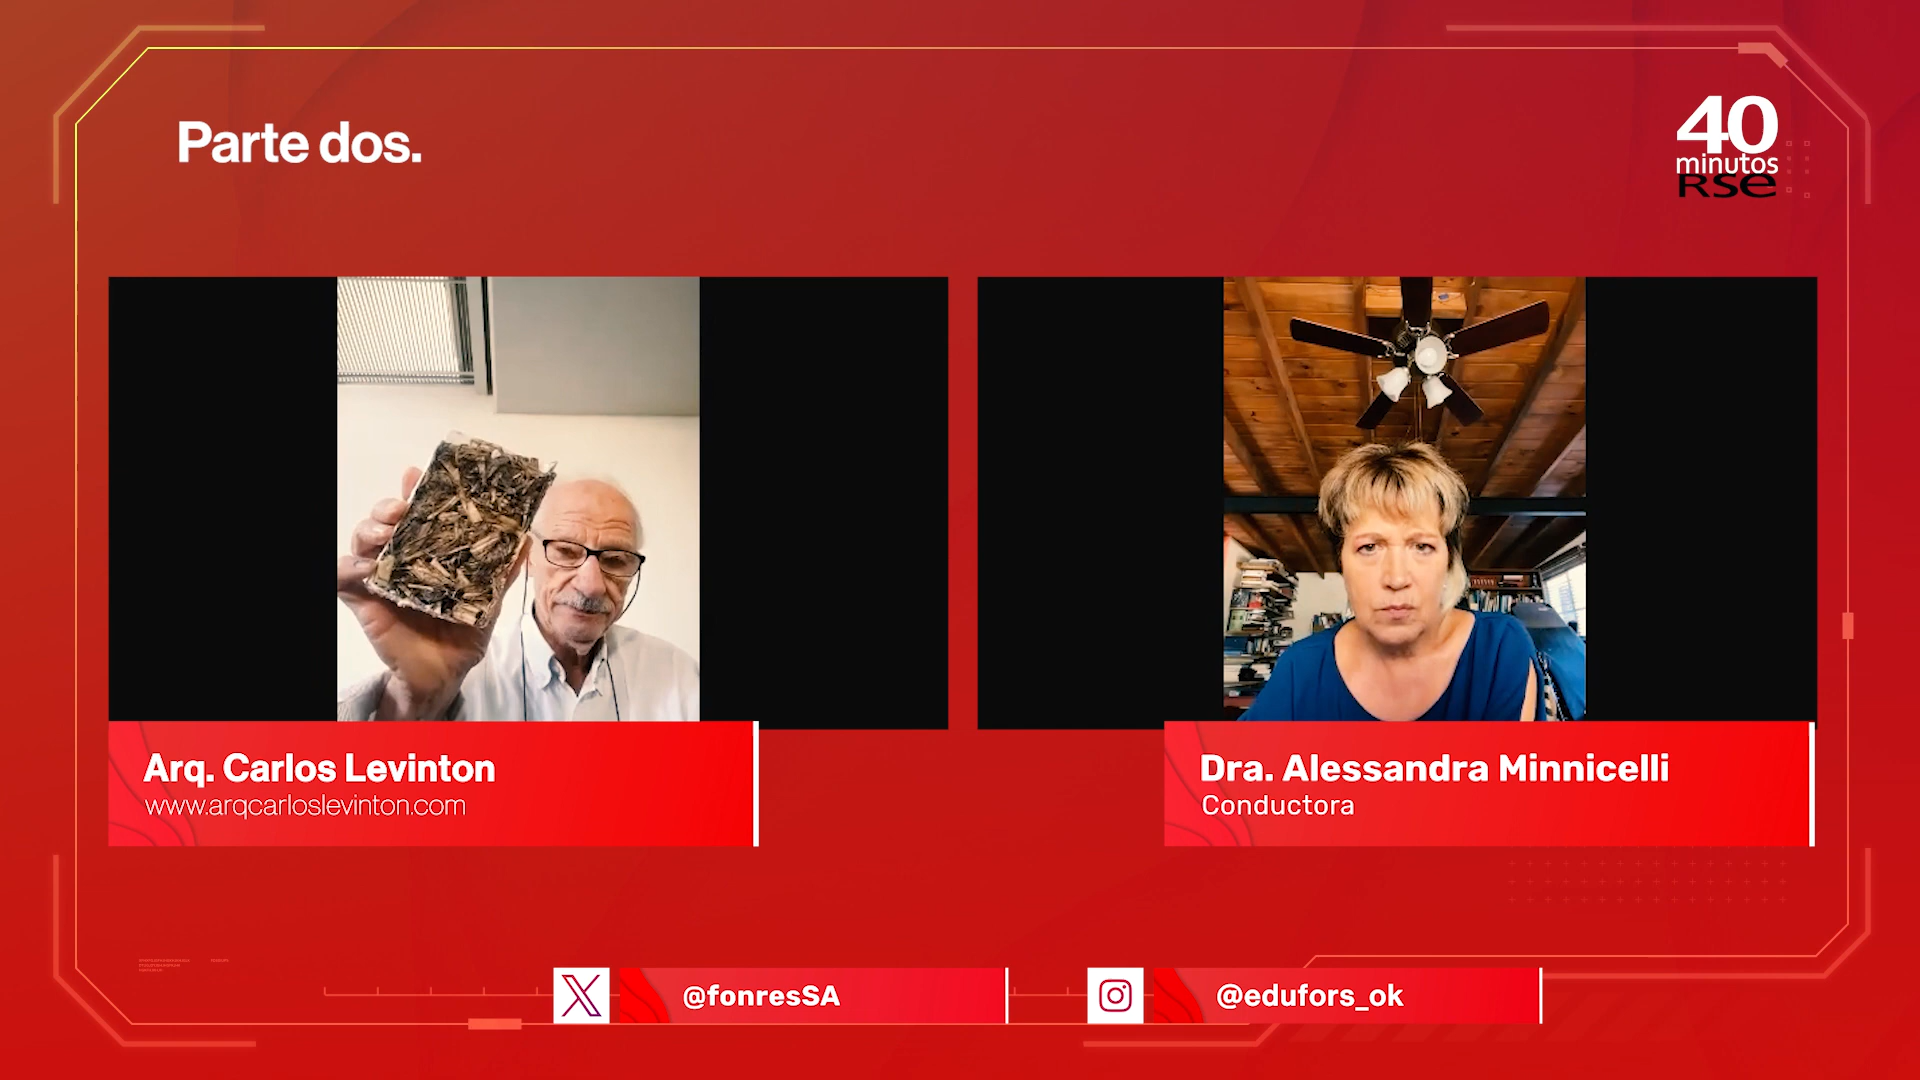 Parte dos.
40
minutos
RSe
Arq. Carlos Levinton
www.arqcarloslevinton.com
Dra. Alessandra Minnicelli
Conductora
@fonresSA
@edufors_ok